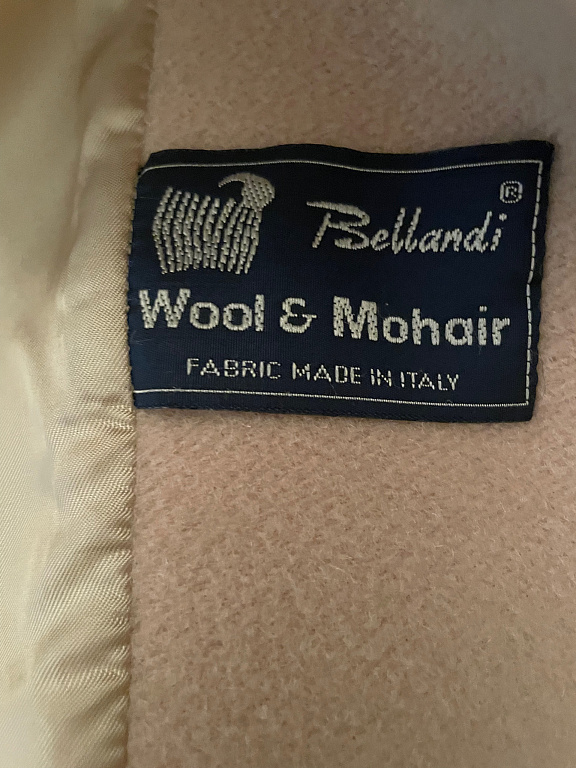 Bellandi ®
Wool & Mohair
FABRIC MADE IN ITALY